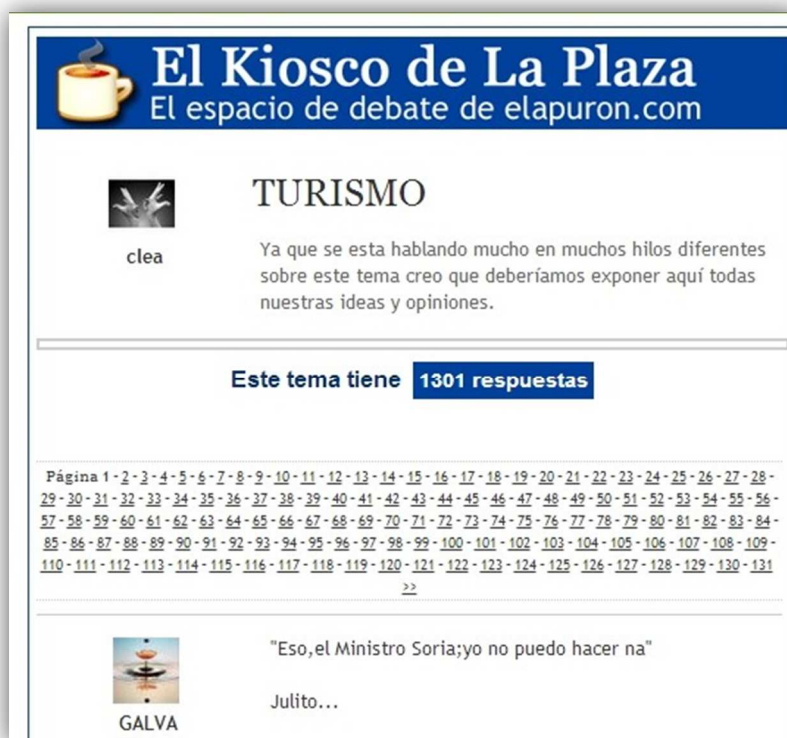 El Kiosco de La Plaza
El espacio de debate de elapuron.com
TURISMO
clea
Ya que se esta hablando mucho en muchos hilos diferentes
sobre este tema creo que deberíamos exponer aquí todas
nuestras ideas y opiniones.
Este tema tiene 1301 respuestas
Página 1 - 2 - 3 - 4 - 5 - 6 - 7 - 8 - 9 - 10 - 11 - 12 - 13 - 14 - 15 - 16 - 17 - 18 - 19 - 20 - 21 - 22 - 23 - 24 - 25 - 26 - 27 - 28 -
29 - 30 - 31 - 32 - 33 - 34 - 35 - 36 - 37 - 38 - 39 - 40 - 41 - 42 - 43 - 44 - 45 - 46 - 47 - 48 - 49 - 50 - 51 - 52 - 53 - 54 - 55 - 56 -
57 - 58 - 59 - 60 - 61 - 62 - 63 - 64 - 65 - 66 - 67 - 68 - 69 - 70 - 71 - 72 - 73 - 74 - 75 - 76 - 77 - 78 - 79 - 80 - 81 - 82 - 83 - 84 -
85 - 86 - 87 - 88 - 89 - 90 - 91 - 92 - 93 - 94 - 95 - 96 - 97 - 98 - 99 - 100 - 101 - 102 - 103 - 104 - 105 - 106 - 107 - 108 - 109 -
110 - 111 - 112 - 113 - 114 - 115 - 116 - 117 - 118 - 119 - 120 - 121 - 122 - 123 - 124 - 125 - 126 - 127 - 128 - 129 - 130 - 131
>>
"Eso,el Ministro Soria;yo no puedo hacer na"
Julito...
GALVA